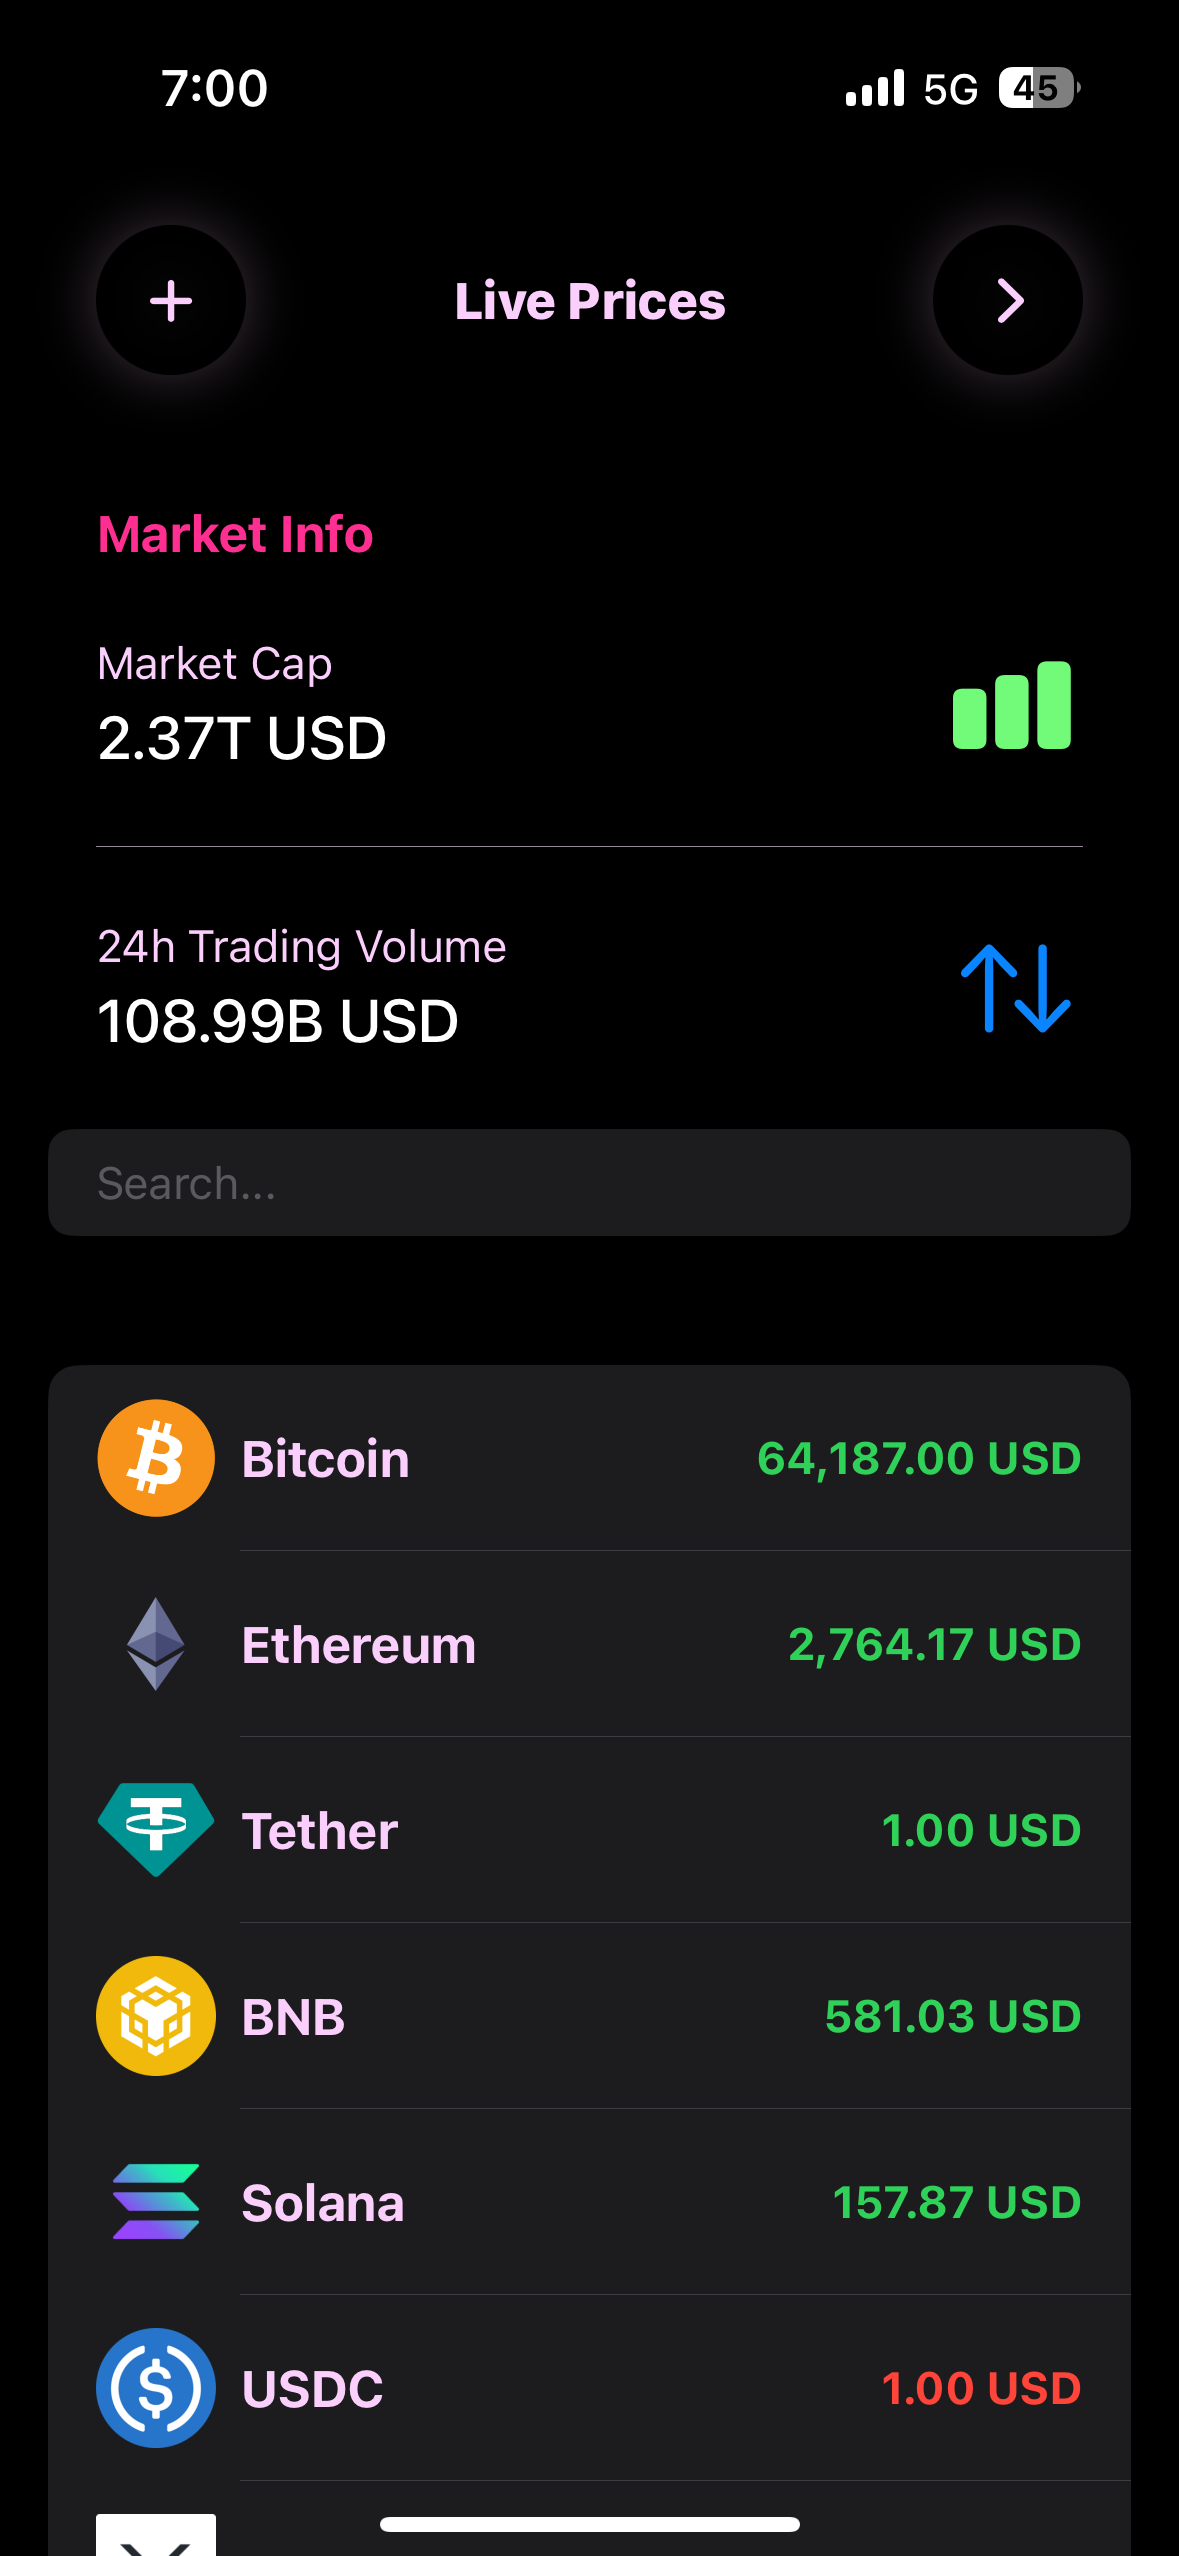 7:00
5G
45
Live Prices
Market Info
Market Cap
2.37T USD
24h Trading Volume
108.99B USD
Search...
Bitcoin
64,187.00 USD
Ethereum
2,764.17 USD
Tether
1.00 USD
BNB
581.03 USD
Solana
157.87 USD
USDC
1.00 USD